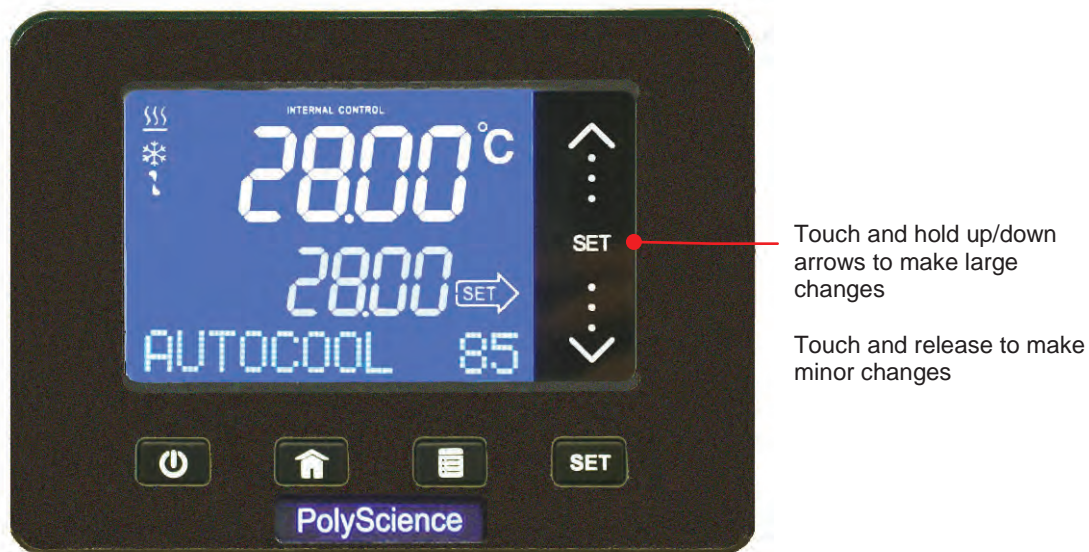 INTERNAL CONTROL
28.00°C
28.00 SET
AUTOCOOL 85
SET
SET
PolyScience
Touch and hold up/down
arrows to make large
changes
Touch and release to make
minor changes